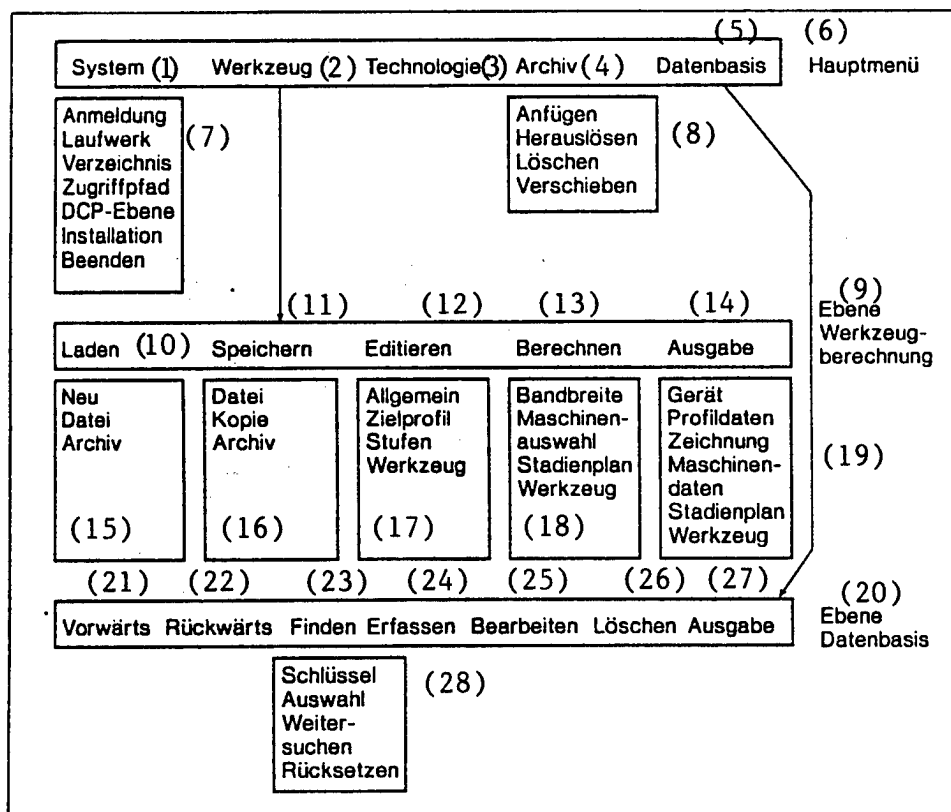 (5) (6)
System (1) Werkzeug (2) Technologie (3) Archiv (4) Datenbasis Hauptmenü
Anmeldung
Laufwerk
Verzeichnis
Zugriffpfad
DCP-Ebene
Installation
Beenden
(7)
Anfügen
Herauslösen
Löschen
Verschieben
(8)
(9)
Ebene
Werkzeug-
berechnung
(11) (12) (13) (14)
Laden (10) Speichern Editieren Berechnen Ausgabe
Neu
Datei
Archiv
(15)
Datei
Kopie
Archiv
(16)
Allgemein
Zielprofil
Stufen
Werkzeug
(17)
Bandbreite
Maschinen-
auswahl
Stadienplan
Werkzeug
(18)
Gerät
Profildaten
Zeichnung
Maschinen-
daten
Stadienplan
Werkzeug
(19)
(21) (22) (23) (24) (25) (26) (27)
Vorwärts Rückwärts Finden Erfassen Bearbeiten Löschen Ausgabe
(20)
Ebene
Datenbasis
Schlüssel
Auswahl
Weiter-
suchen
Rücksetzen
(28)